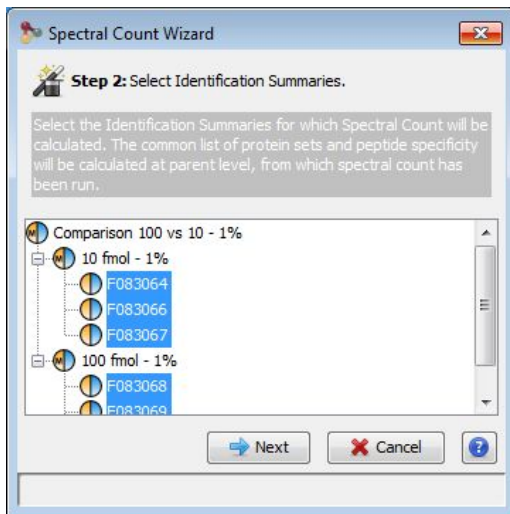 Spectral Count Wizard
Step 2: Select Identification Summaries.
Select the Identification Summaries for which Spectral Count will be
calculated. The common list of protein sets and peptide specificity
will be calculated at parent level, from which spectral count has
been run.
Comparison 100 vs 10 - 1%
10 fmol - 1%
F083064
F083066
F083067
100 fmol - 1%
F083068
F083069
Next Cancel ?